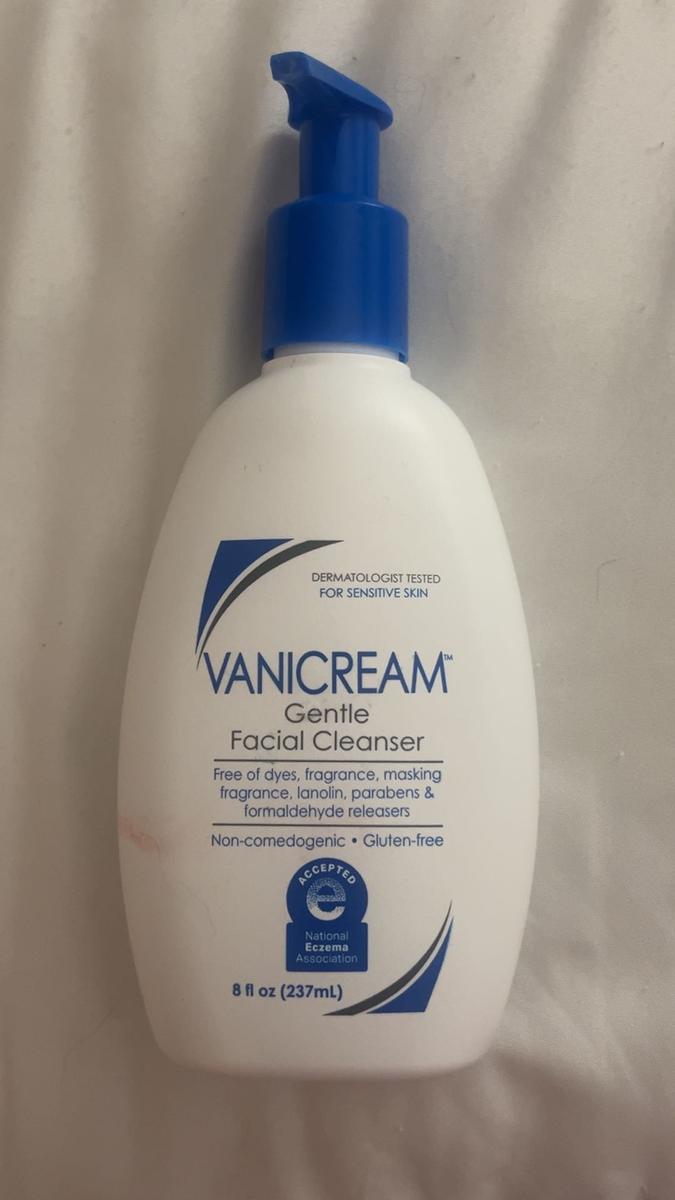 DERMATOLOGIST TESTED
FOR SENSITIVE SKIN
VANICREAM™
Gentle
Facial Cleanser
Free of dyes, fragrance, masking
fragrance, lanolin, parabens &
formaldehyde releasers
Non-comedogenic • Gluten-free
ACCEPTED
e
National
Eczema
Association
8 fl oz (237mL)